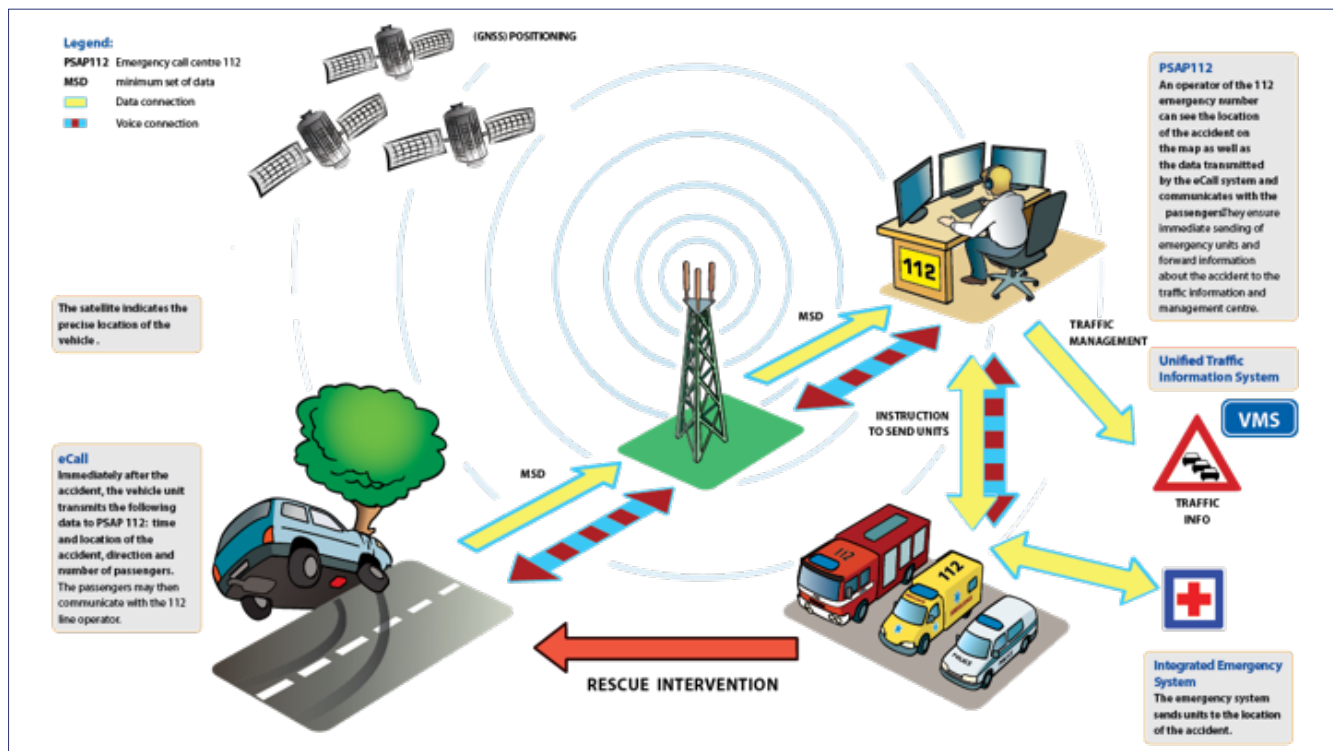 Legend:
PSAP112 Emergency call centre 112
MSD minimum set of data
Data connection
Voice connection
(GNSS) POSITIONING
PSAP112
An operator of the 112
emergency number
can see the location
of the accident on
the map as well as
the data transmitted
by the eCall system and
communicates with the
passengers.They ensure
immediate sending of
emergency units and
forward information
about the accident to the
traffic information and
management centre.
112
The satellite indicates the
precise location of the
vehicle .
MSD
TRAFFIC
MANAGEMENT
Unified Traffic
Information System
VMS
INSTRUCTION
TO SEND UNITS
TRAFFIC
INFO
eCall
Immediately after the
accident, the vehicle unit
transmits the following
data to PSAP 112: time
and location of the
accident, direction and
number of passengers.
The passengers may then
communicate with the 112
line operator.
MSD
112
112
AMBULANCE
POLICE
POLICE
RESCUE INTERVENTION
Integrated Emergency
System
The emergency system
sends units to the location
of the accident.